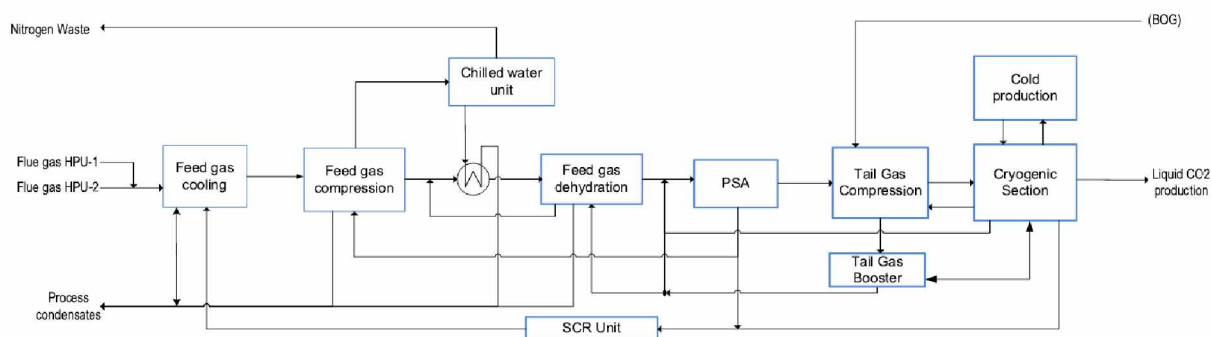 (BOG)
Nitrogen Waste
Chilled water
unit
Cold
production
Flue gas HPU-1
Flue gas HPU-2
Feed gas
cooling
Feed gas
compression
Feed gas
dehydration
PSA
Tail Gas
Compression
Cryogenic
Section
Liquid CO2
production
Tail Gas
Booster
Process
condensates
SCR Unit